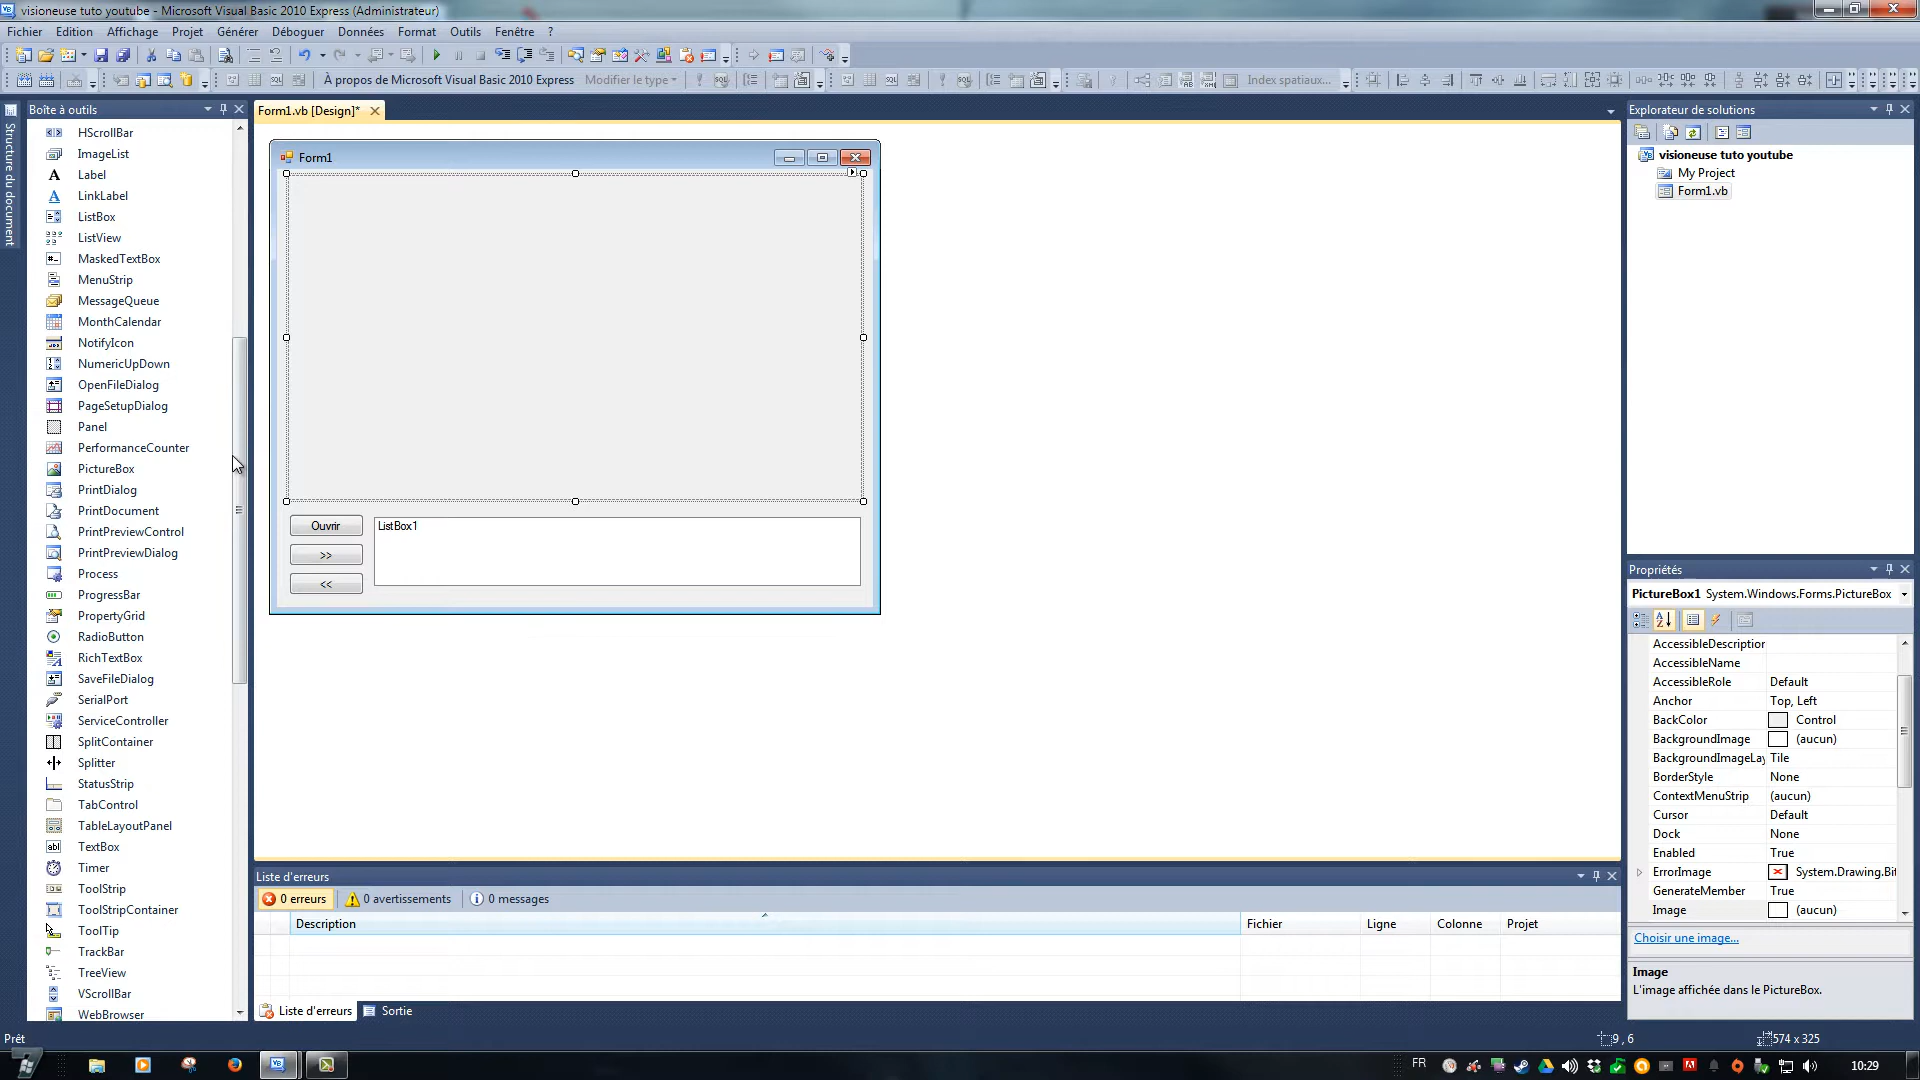 visioneuse tuto youtube - Microsoft Visual Basic 2010 Express (Administrateur)
Fichier Edition Affichage Projet Générer Déboguer Données Format Outils Fenêtre ?
À propos de Microsoft Visual Basic 2010 Express Modifier le type Index spatiaux...
Structure du document
Boîte à outils
HScrollBar
ImageList
Label
LinkLabel
ListBox
ListView
MaskedTextBox
MenuStrip
MessageQueue
MonthCalendar
NotifyIcon
NumericUpDown
OpenFileDialog
PageSetupDialog
Panel
PerformanceCounter
PictureBox
PrintDialog
PrintDocument
PrintPreviewControl
PrintPreviewDialog
Process
ProgressBar
PropertyGrid
RadioButton
RichTextBox
SaveFileDialog
SerialPort
ServiceController
SplitContainer
Splitter
StatusStrip
TabControl
TableLayoutPanel
TextBox
Timer
ToolStrip
ToolStripContainer
ToolTip
TrackBar
TreeView
VScrollBar
WebBrowser
Form1.vb [Design]*
Form1
Ouvrir
>>
<<
ListBox1
Liste d'erreurs
0 erreurs 0 avertissements 0 messages
Description Fichier Ligne Colonne Projet
Liste d'erreurs Sortie
Explorateur de solutions
visioneuse tuto youtube
My Project
Form1.vb
Propriétés
PictureBox1 System.Windows.Forms.PictureBox
AccessibleDescription
AccessibleName
AccessibleRole Default
Anchor Top, Left
BackColor Control
BackgroundImage (aucun)
BackgroundImageLay Tile
BorderStyle None
ContextMenuStrip (aucun)
Cursor Default
Dock None
Enabled True
ErrorImage System.Drawing.Bit
GenerateMember True
Image (aucun)
Choisir une image...
Image
L'image affichée dans le PictureBox.
Prêt 9 , 6 574 x 325
FR 10:29